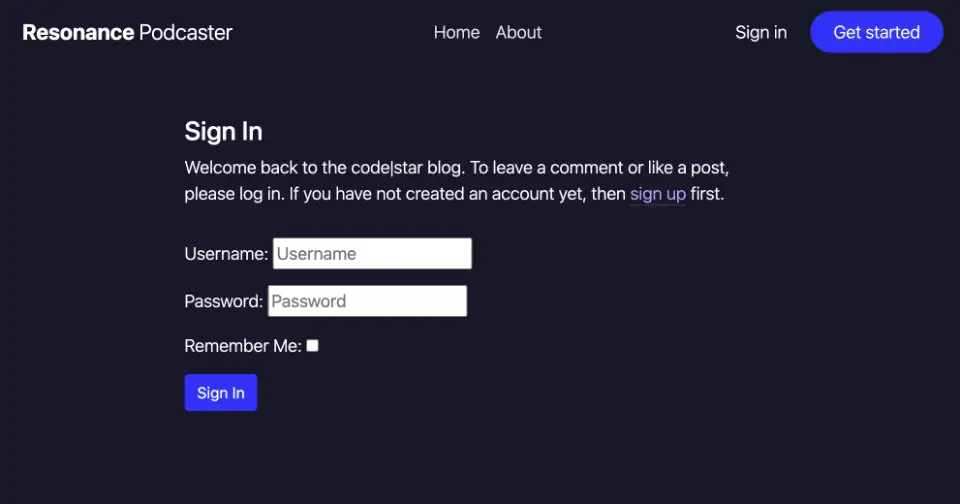 Resonance Podcaster
Home
About
Sign in
Get started
Sign In
Welcome back to the code|star blog. To leave a comment or like a post,
please log in. If you have not created an account yet, then sign up first.
Username: Username
Password: Password
Remember Me:
Sign In